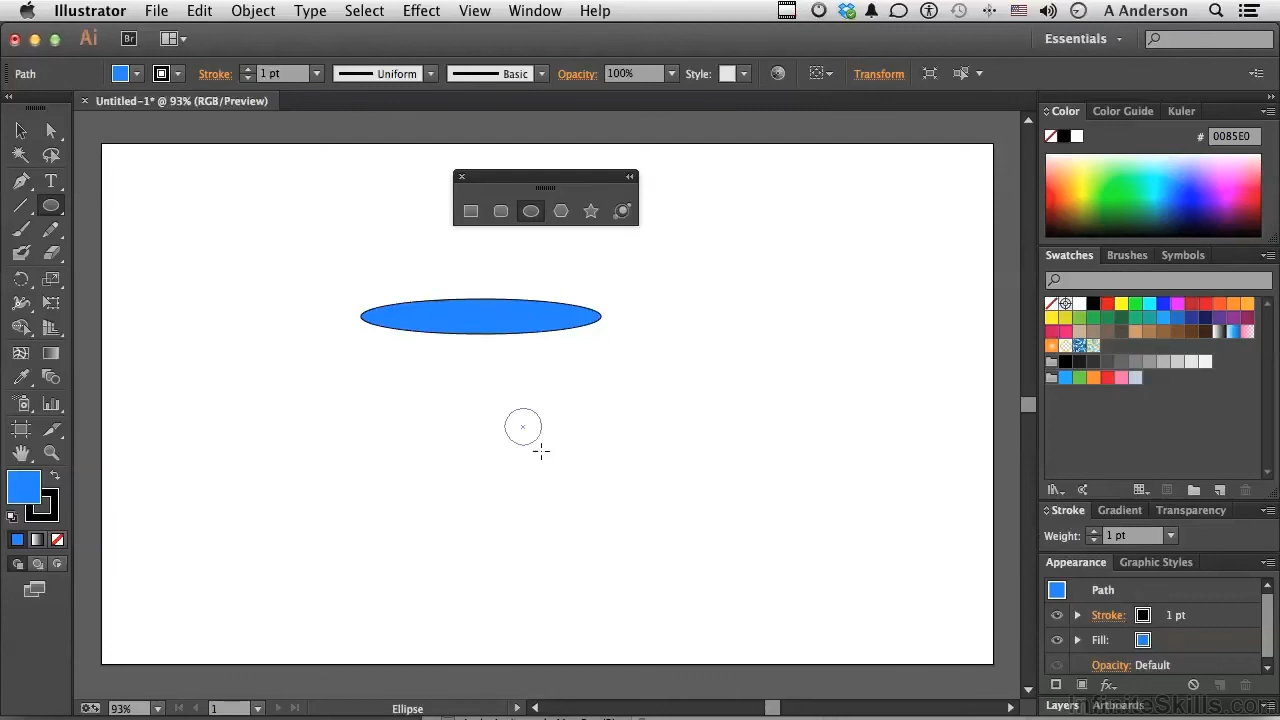 Illustrator File Edit Object Type Select Effect View Window Help A Anderson
Ai Br Essentials
Path Stroke: 1 pt Uniform Basic Opacity: 100% Style: Transform
Untitled-1* @ 93% (RGB/Preview)
Color Color Guide Kuler
# 0085E0
T
Swatches Brushes Symbols
Stroke Gradient Transparency
Weight: 1 pt
Appearance Graphic Styles
Path
Stroke: 1 pt
Fill:
Opacity: Default
fx
93% 1 Ellipse
Layers Artboards
InfiniteSkills.com